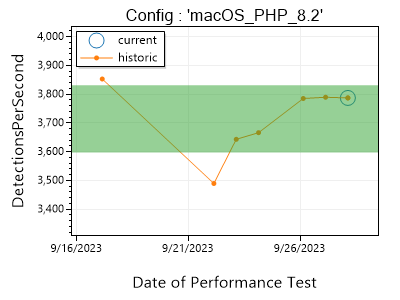 Config : 'macOS_PHP_8.2'
current
historic
4,000
3,900
3,800
3,700
3,600
3,500
3,400
DetectionsPerSecond
9/16/2023 9/21/2023 9/26/2023
Date of Performance Test